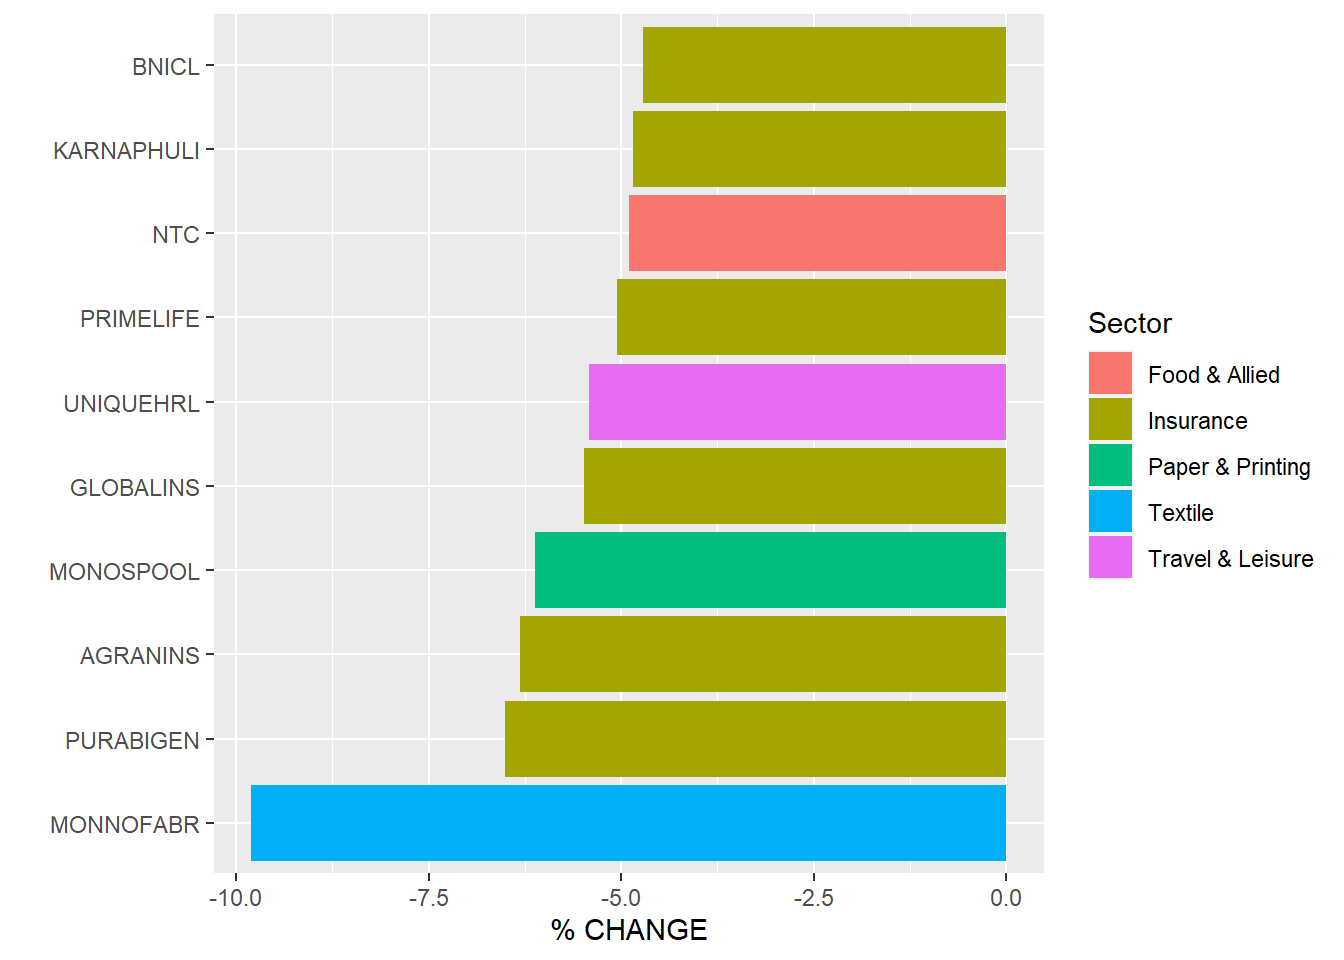 BNICL
KARNAPHULI
NTC
PRIMELIFE
UNIQUEHRL
GLOBALINS
MONOSPOOL
AGRANINS
PURABIGEN
MONNOFABR
-10.0 -7.5 -5.0 -2.5 0.0
% CHANGE
Sector
Food & Allied
Insurance
Paper & Printing
Textile
Travel & Leisure